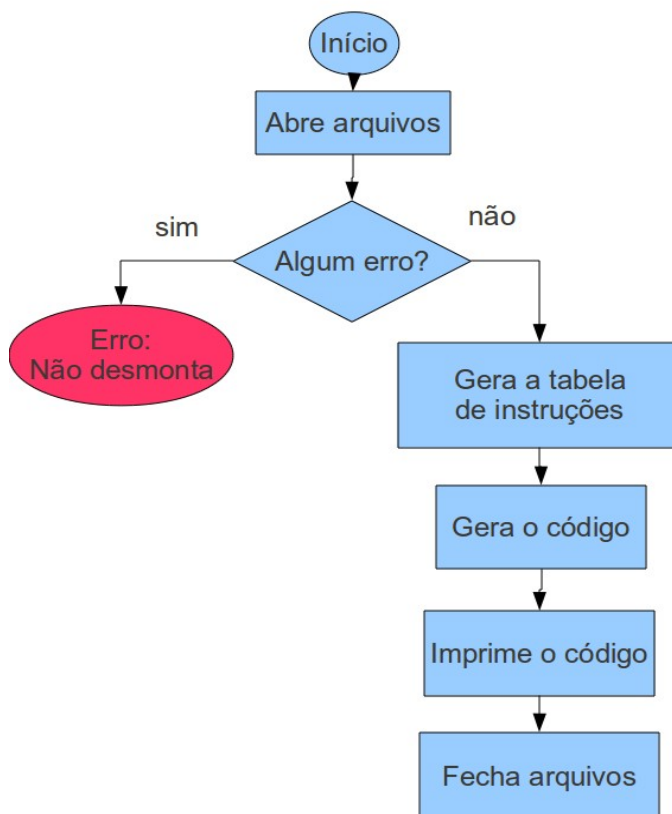 Início
Abre arquivos
sim
não
Algum erro?
Erro:
Não desmonta
Gera a tabela
de instruções
Gera o código
Imprime o código
Fecha arquivos